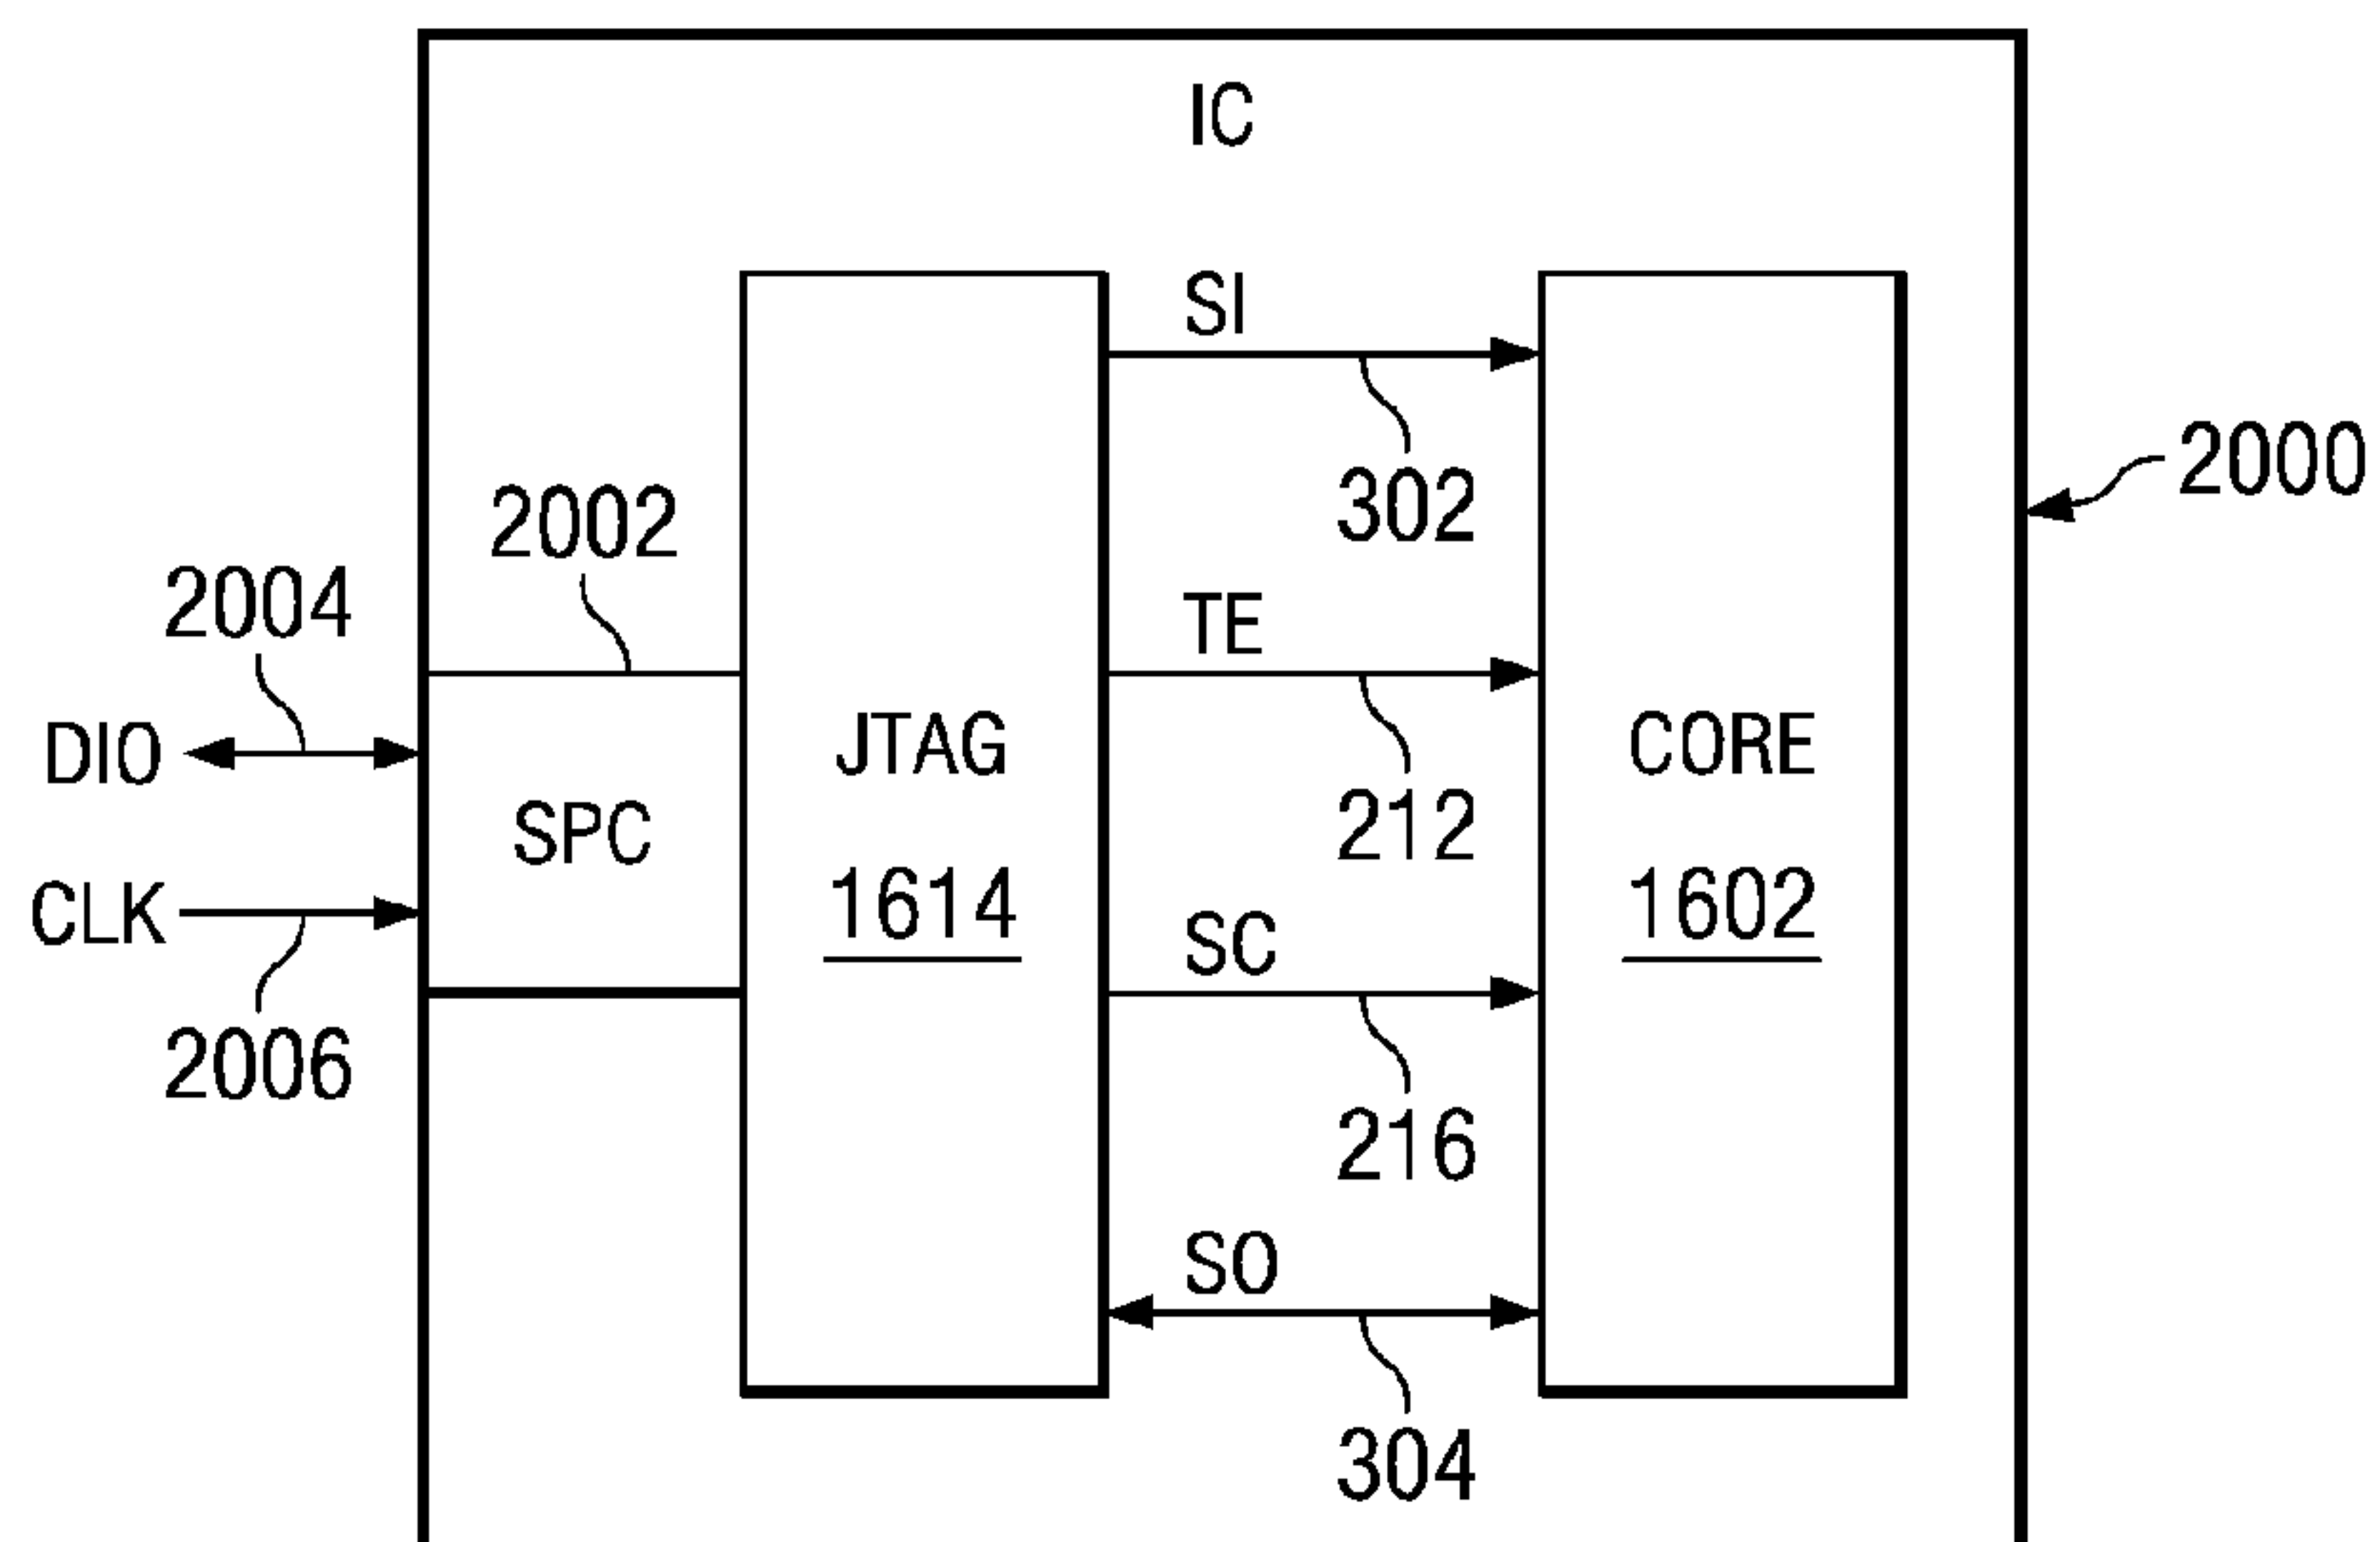 IC
SI
302
2000
2002
2004
TE
DIO
JTAG
CORE
SPC
212
CLK
1614
1602
SC
2006
216
SO
304